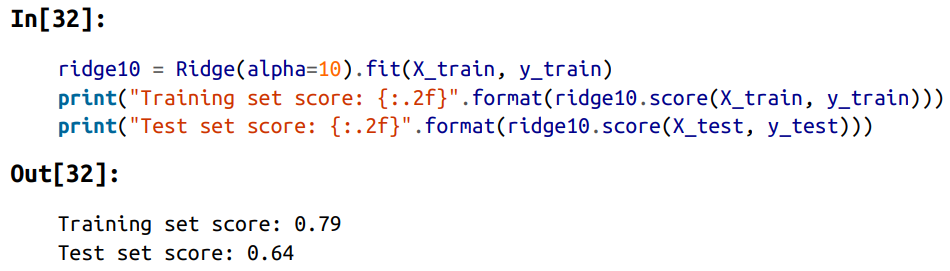 In[32]:
ridge10 = Ridge(alpha=10).fit(X_train, y_train)
print("Training set score: {:.2f}".format(ridge10.score(X_train, y_train)))
print("Test set score: {:.2f}".format(ridge10.score(X_test, y_test)))
Out[32]:
Training set score: 0.79
Test set score: 0.64